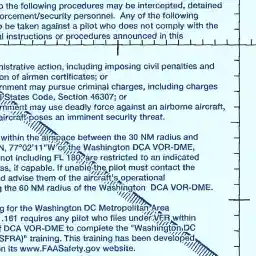 to the following procedures may be intercepted, detained
forcement/security personnel. Any of the following
be taken against a pilot who does not comply with the
l instructions or procedures announced in this
nistrative action, including imposing civil penalties and
on of airmen certificates; or
rnment may pursue criminal charges, including charges
States Code, Section 46307; or
rnment may use deadly force against an airborne aircraft,
aircraft poses an imminent security threat.
within the airspace between the 30 NM radius and
N, 77°02'11"W of the Washington DCA VOR-DME.
not including FL 180 are restricted to an indicated
ss, if capable. If unable the pilot must contact the
d advise them of the aircraft's operational
g the 60 NM radius of the Washington DCA VOR-DME.
g for the Washington DC Metropolitan Area
.161 requires any pilot who files under VFR within
DCA VOR-DME to complete the "Washington DC
SFRA)" training. This training has been developed
n its www.FAASafety.gov website.